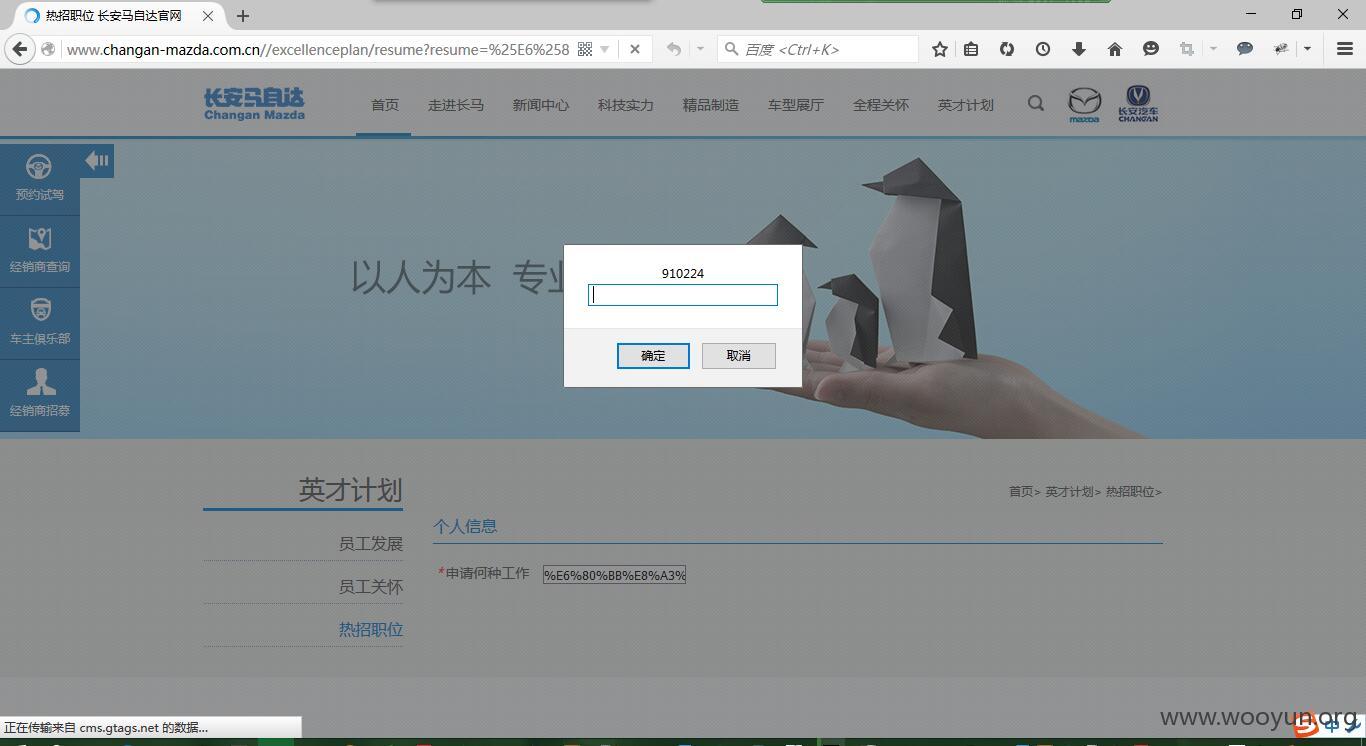 热招职位 长安马自达官网
www.changan-mazda.com.cn//excellenceplan/resume?resume=%25E6%258
百度 <Ctrl+K>
长安马自达
Changan Mazda
首页 走进长马 新闻中心 科技实力 精品制造 车型展厅 全程关怀 英才计划
mazda
长安汽车
CHANGAN
预约试驾
经销商查询
车主俱乐部
经销商招募
以人为本 专业
910224
确定 取消
英才计划
首页> 英才计划> 热招职位>
个人信息
员工发展
*申请何种工作 %E6%80%BB%E8%A3%
员工关怀
热招职位
正在传输来自 cms.gtags.net 的数据...
www.wooyun.org
中